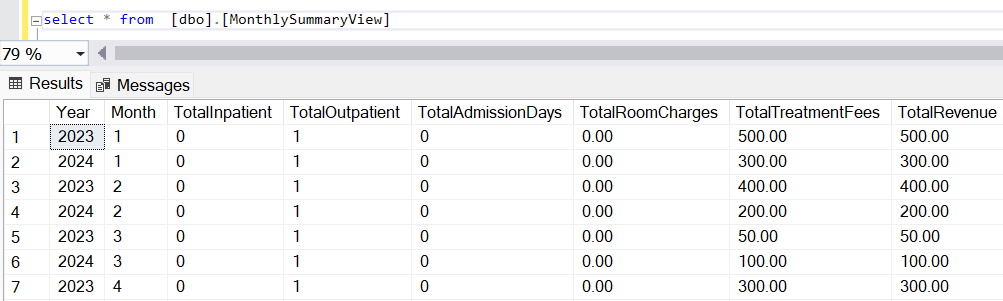 select * from [dbo].[MonthlySummaryView]
79 %
Results Messages
Year Month TotalInpatient TotalOutpatient TotalAdmissionDays TotalRoomCharges TotalTreatmentFees TotalRevenue
1 2023 1 0 1 0 0.00 500.00 500.00
2 2024 1 0 1 0 0.00 300.00 300.00
3 2023 2 0 1 0 0.00 400.00 400.00
4 2024 2 0 1 0 0.00 200.00 200.00
5 2023 3 0 1 0 0.00 50.00 50.00
6 2024 3 0 1 0 0.00 100.00 100.00
7 2023 4 0 1 0 0.00 300.00 300.00